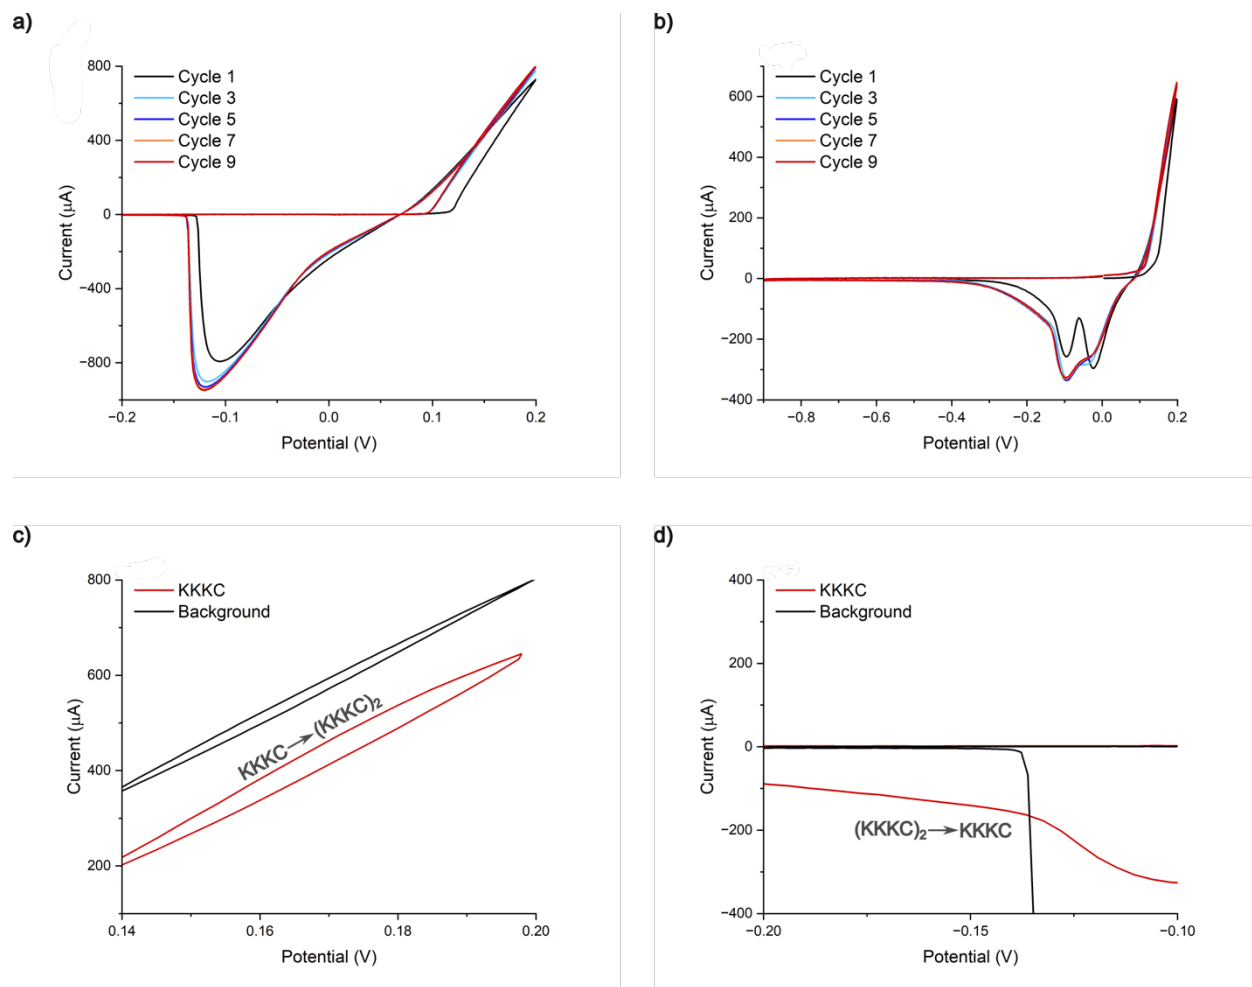 a)
Cycle 1
Cycle 3
Cycle 5
Cycle 7
Cycle 9
800
400
0
−400
−800
Current (μA)
−0.2
−0.1
0.0
0.1
0.2
Potential (V)
b)
Cycle 1
Cycle 3
Cycle 5
Cycle 7
Cycle 9
600
400
200
0
−200
−400
Current (μA)
−0.8
−0.6
−0.4
−0.2
0.0
0.2
Potential (V)
c)
KKKC
Background
800
600
400
200
Current (μA)
KKKC→(KKKC)₂
0.14
0.16
0.18
0.20
Potential (V)
d)
KKKC
Background
400
200
0
−200
−400
Current (μA)
(KKKC)₂→KKKC
−0.20
−0.15
−0.10
Potential (V)